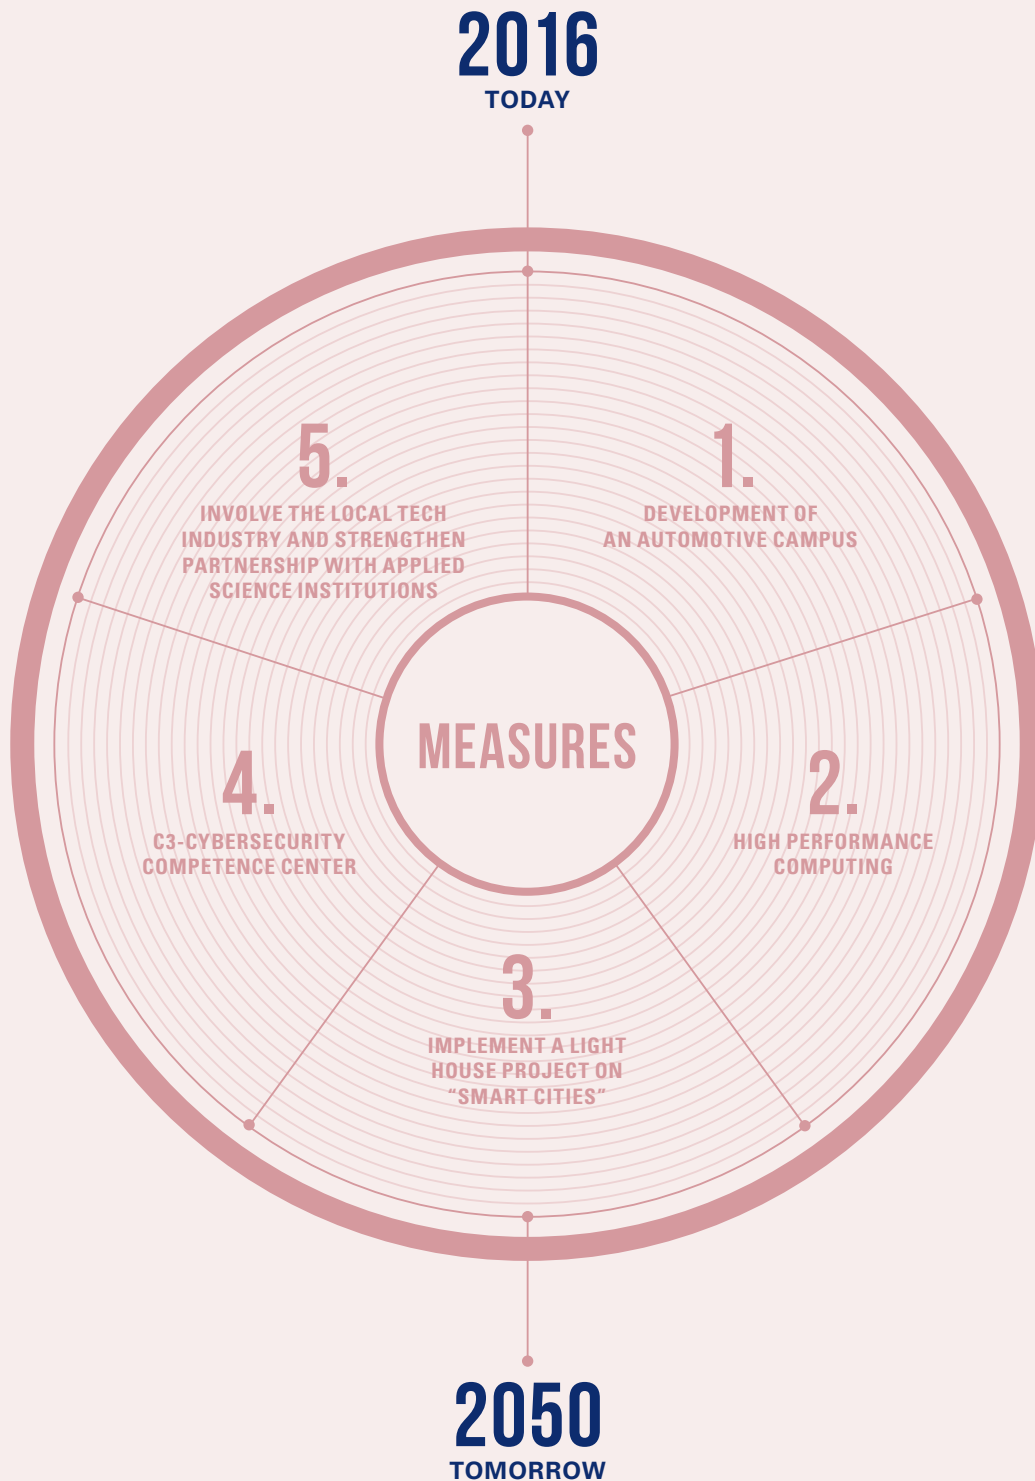 2016
TODAY
5.
INVOLVE THE LOCAL TECH
INDUSTRY AND STRENGTHEN
PARTNERSHIP WITH APPLIED
SCIENCE INSTITUTIONS
1.
DEVELOPMENT OF
AN AUTOMOTIVE CAMPUS
MEASURES
4.
C3-CYBERSECURITY
COMPETENCE CENTER
2.
HIGH PERFORMANCE
COMPUTING
3.
IMPLEMENT A LIGHT
HOUSE PROJECT ON
“SMART CITIES”
2050
TOMORROW